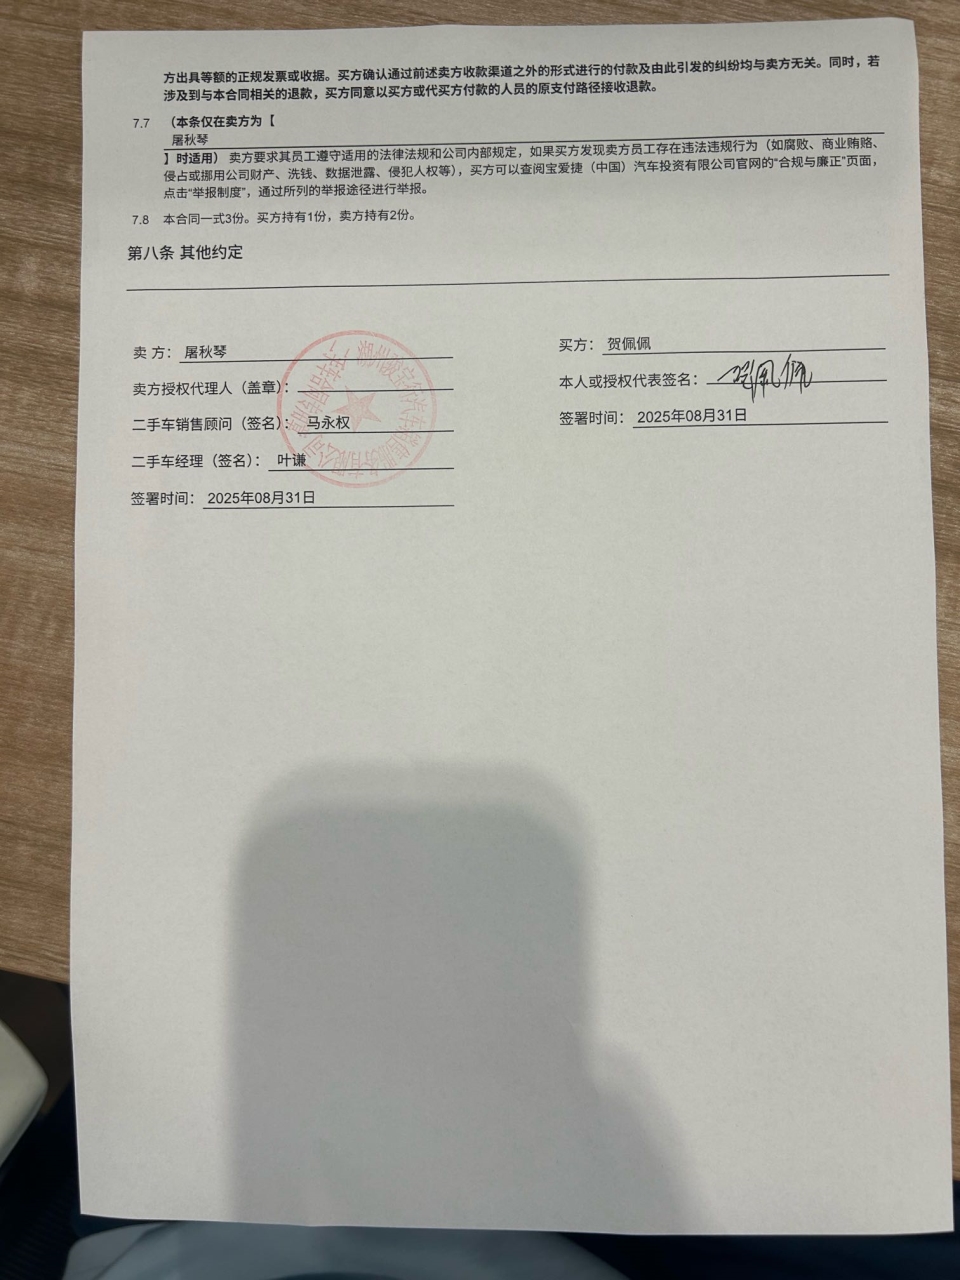 方出具等额的正规发票或收据。买方确认通过前述卖方收款渠道之外的形式进行的付款及由此引发的纠纷均与卖方无关。同时，若
涉及到与本合同相关的退款，买方同意以买方或代买方付款的人员的原支付路径接收退款。
7.7 （本条仅在卖方为【
屠秋琴
】时适用）卖方要求其员工遵守适用的法律法规和公司内部规定，如果买方发现卖方员工存在违法违规行为（如腐败、商业贿赂、
侵占或挪用公司财产、洗钱、数据泄露、侵犯人权等），买方可以查阅宝爱捷（中国）汽车投资有限公司官网的“合规与廉正”页面，
点击“举报制度”，通过所列的举报途径进行举报。
7.8 本合同一式3份。买方持有1份，卖方持有2份。
第八条 其他约定
卖 方： 屠秋琴
卖方授权代理人（盖章）：
二手车销售顾问（签名）： 马永权
二手车经理（签名）： 叶谦
签署时间： 2025年08月31日
买方： 贺佩佩
本人或授权代表签名： 贺佩佩
签署时间： 2025年08月31日